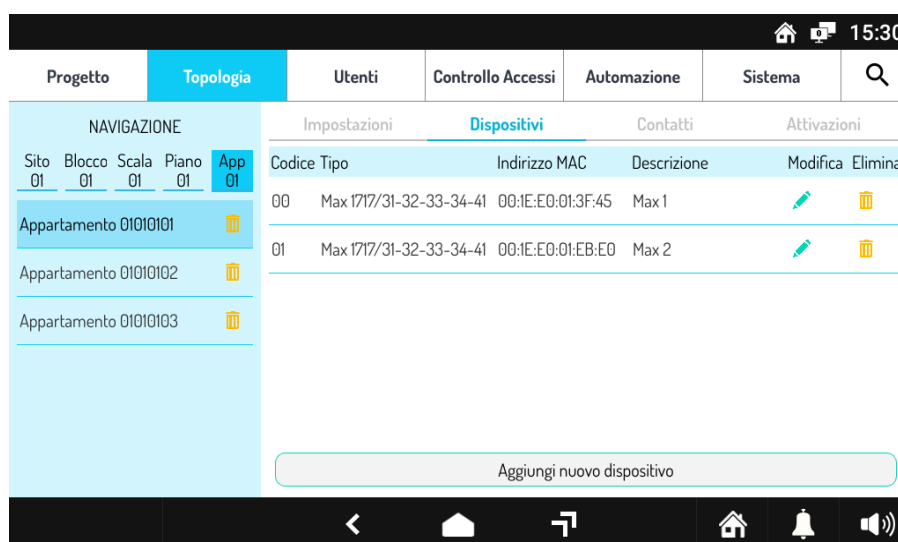 15:30
Progetto Topologia Utenti Controllo Accessi Automazione Sistema
NAVIGAZIONE
Impostazioni Dispositivi Contatti Attivazioni
Sito Blocco Scala Piano App
01 01 01 01 01
Codice Tipo Indirizzo MAC Descrizione Modifica Elimina
00 Max 1717/31-32-33-34-41 00:1E:E0:01:3F:45 Max 1
Appartamento 01010101
01 Max 1717/31-32-33-34-41 00:1E:E0:01:EB:E0 Max 2
Appartamento 01010102
Appartamento 01010103
Aggiungi nuovo dispositivo